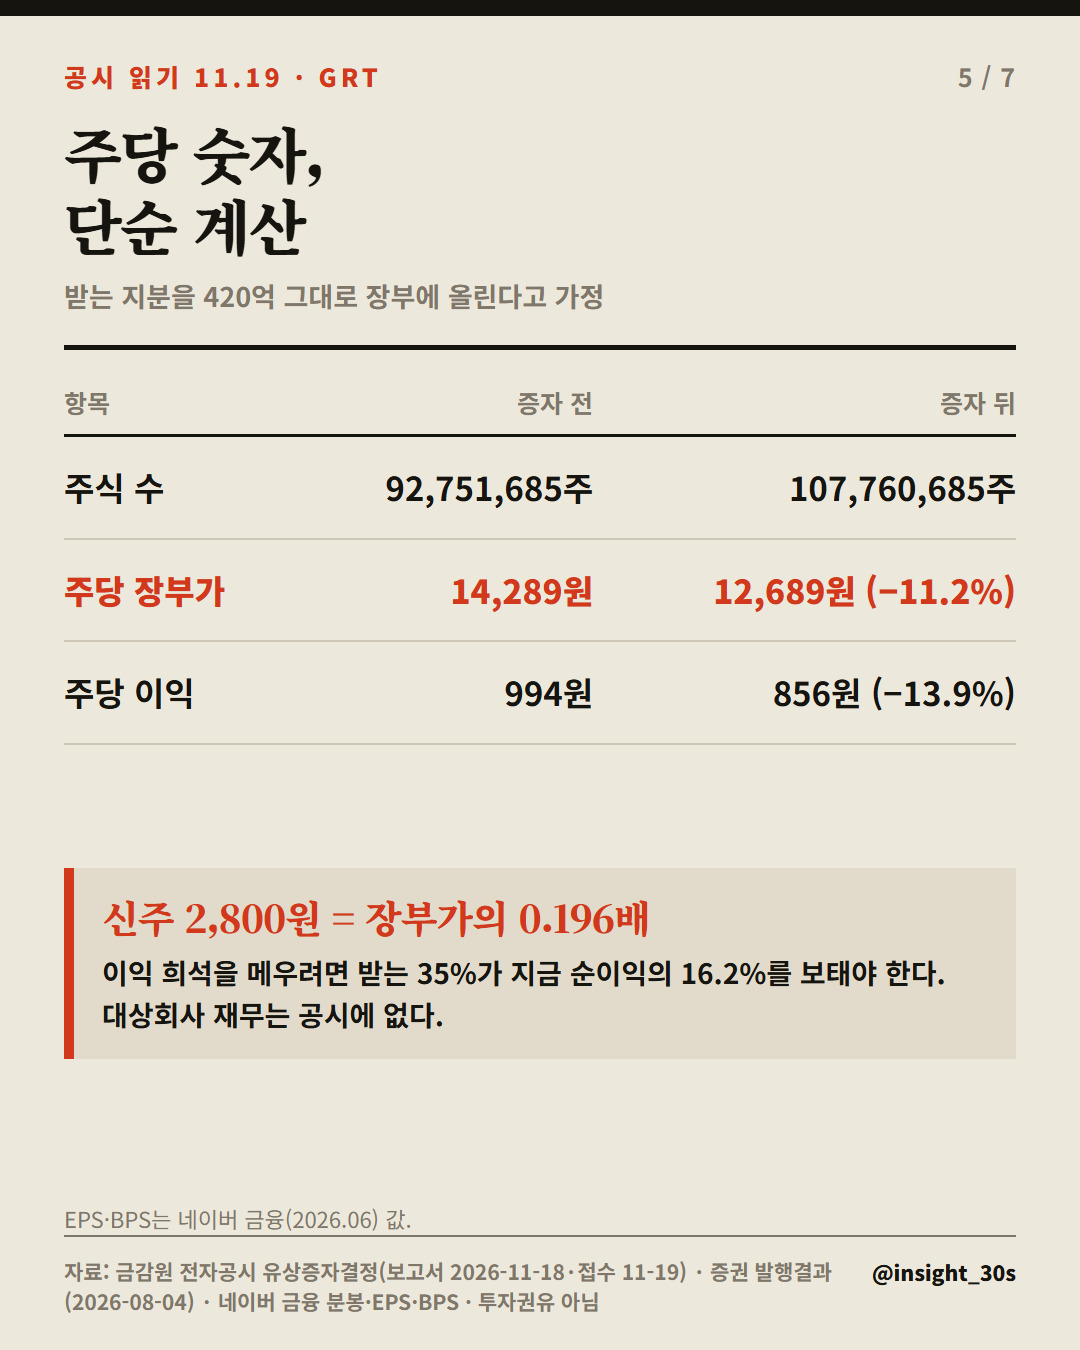 공시 읽기 11.19 · GRT
5 / 7
주당 숫자,
단순 계산
받는 지분을 420억 그대로 장부에 올린다고 가정
항목 증자 전 증자 뒤
주식 수 92,751,685주 107,760,685주
주당 장부가 14,289원 12,689원 (−11.2%)
주당 이익 994원 856원 (−13.9%)
신주 2,800원 = 장부가의 0.196배
이익 희석을 메우려면 받는 35%가 지금 순이익의 16.2%를 보태야 한다.
대상회사 재무는 공시에 없다.
EPS·BPS는 네이버 금융(2026.06) 값.
자료: 금감원 전자공시 유상증자결정(보고서 2026-11-18·접수 11-19) · 증권 발행결과
(2026-08-04) · 네이버 금융 분봉·EPS·BPS · 투자권유 아님
@insight_30s